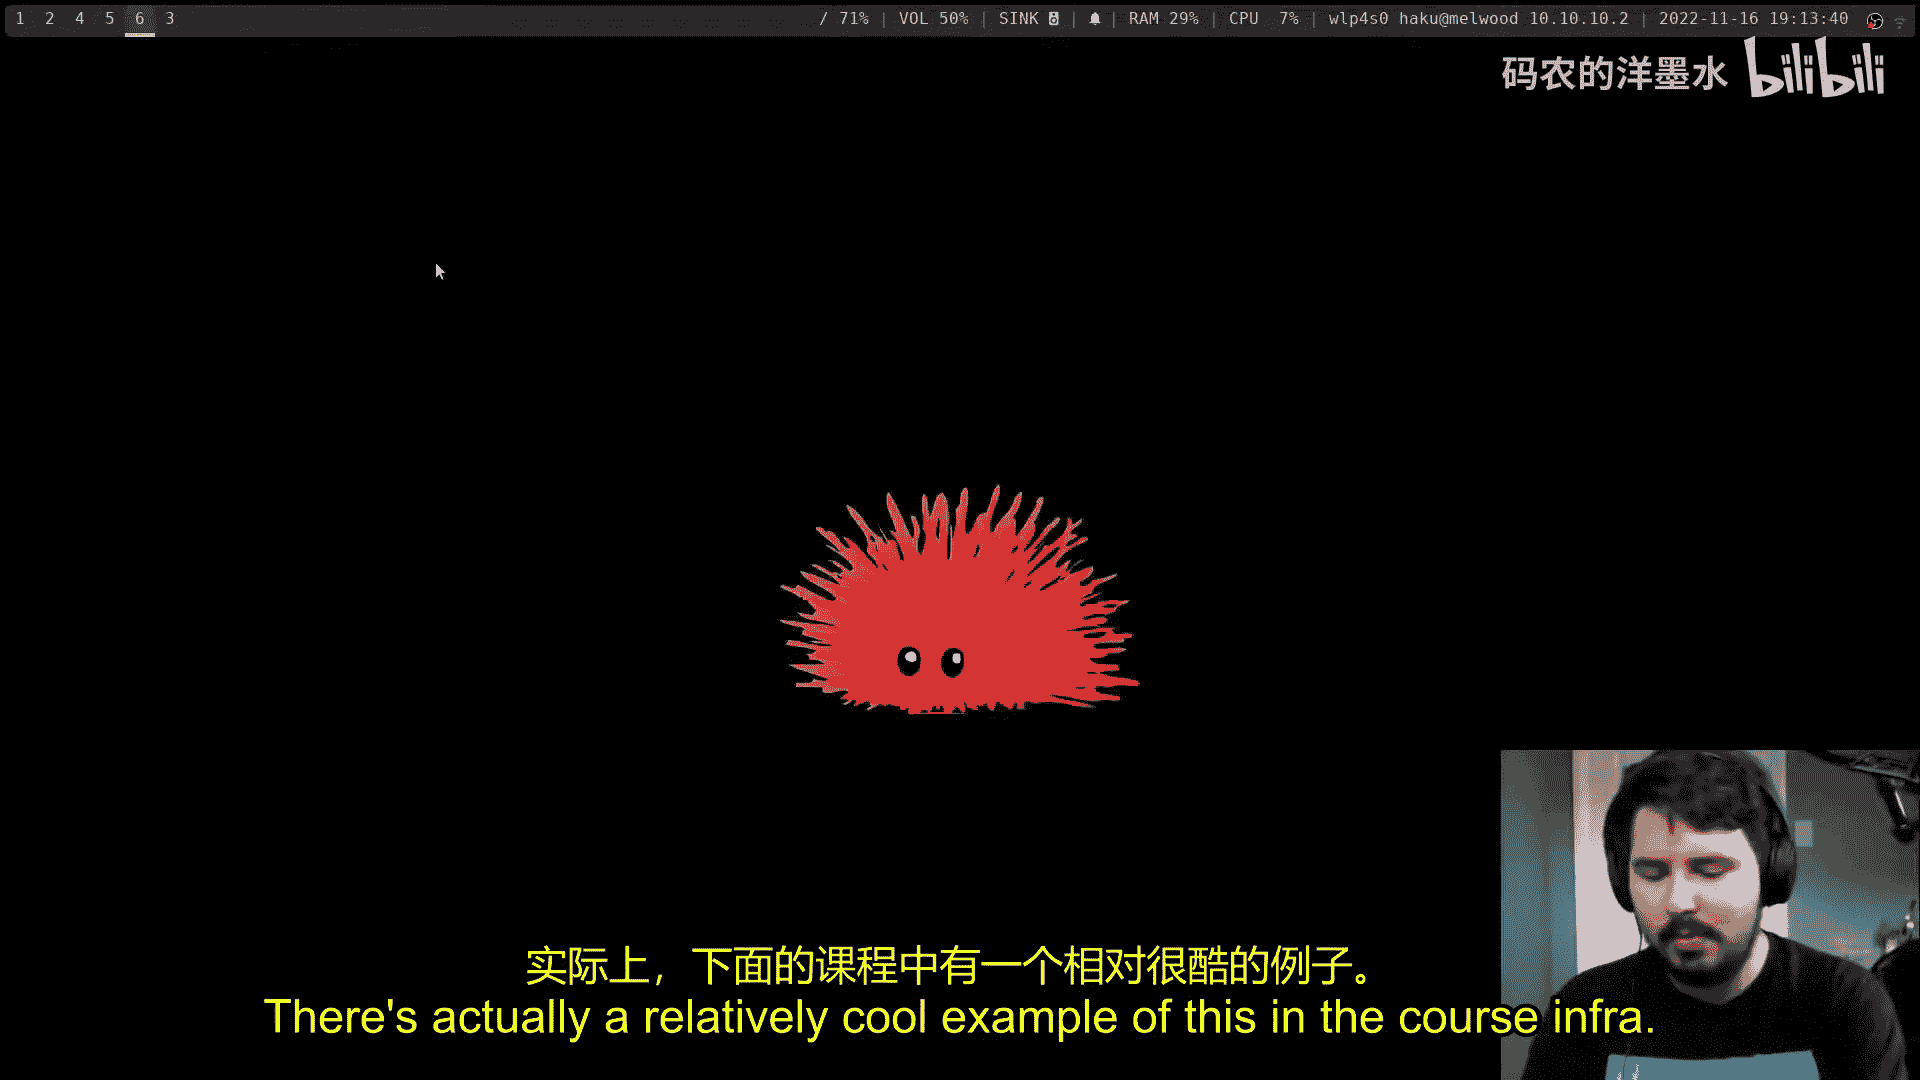 1 2 4 5 6 3 / 71% | VOL 50% | SINK | | RAM 29% | CPU 7% | wlp4s0 haku@melwood 10.10.10.2 | 2022-11-16 19:13:40
码农的洋墨水 bilibili
实际上，下面的课程中有一个相对很酷的例子。
There's actually a relatively cool example of this in the course infra.